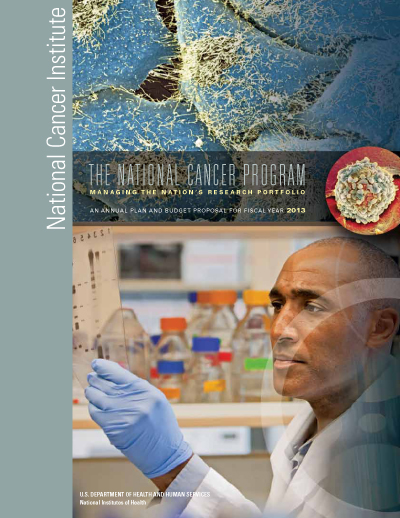 National Cancer Institute
THE NATIONAL CANCER PROGRAM
MANAGING THE NATION'S RESEARCH PORTFOLIO
AN ANNUAL PLAN AND BUDGET PROPOSAL FOR FISCAL YEAR 2013
U.S. DEPARTMENT OF HEALTH AND HUMAN SERVICES
National Institutes of Health